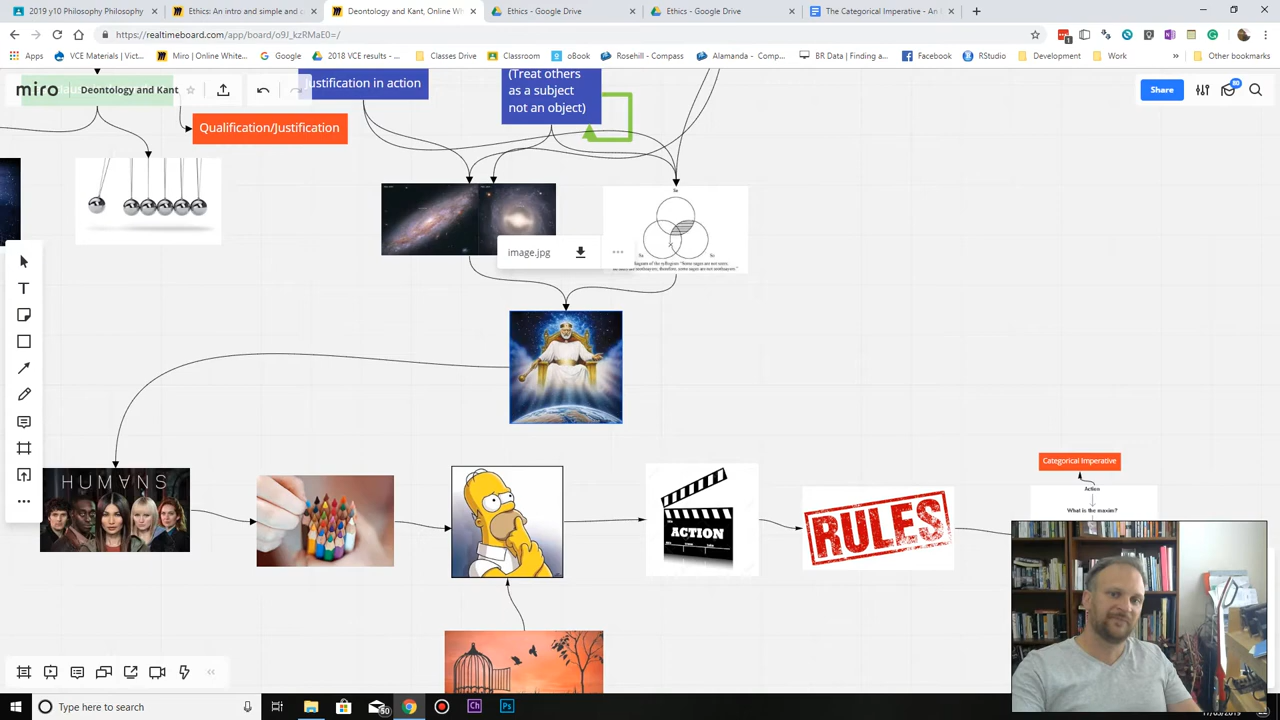 2019 y10 Philosophy Philosophy
Ethics: An intro and simple and c
Deontology and Kant, Online Whi
Ethics - Google Drive
Ethics - Google Drive
The Categorical Imperative - An I
https://realtimeboard.com/app/board/o9J_kzRMaE0=/
Apps
VCE Materials | Vict...
Miro | Online White...
Google
2018 VCE results - ...
Classes Drive
Classroom
oBook
Rosehill - Compass
Alamanda - Comp...
BR Data | Finding a...
Facebook
RStudio
Development
Work
Other bookmarks
miro
Deontology and Kant
ustification in action
(Treat others
as a subject
not an object)
Share
Qualification/Justification
image.jpg
HUMANS
ACTION
RULES
Categorical Imperative
Action
What is the maxim?
Type here to search